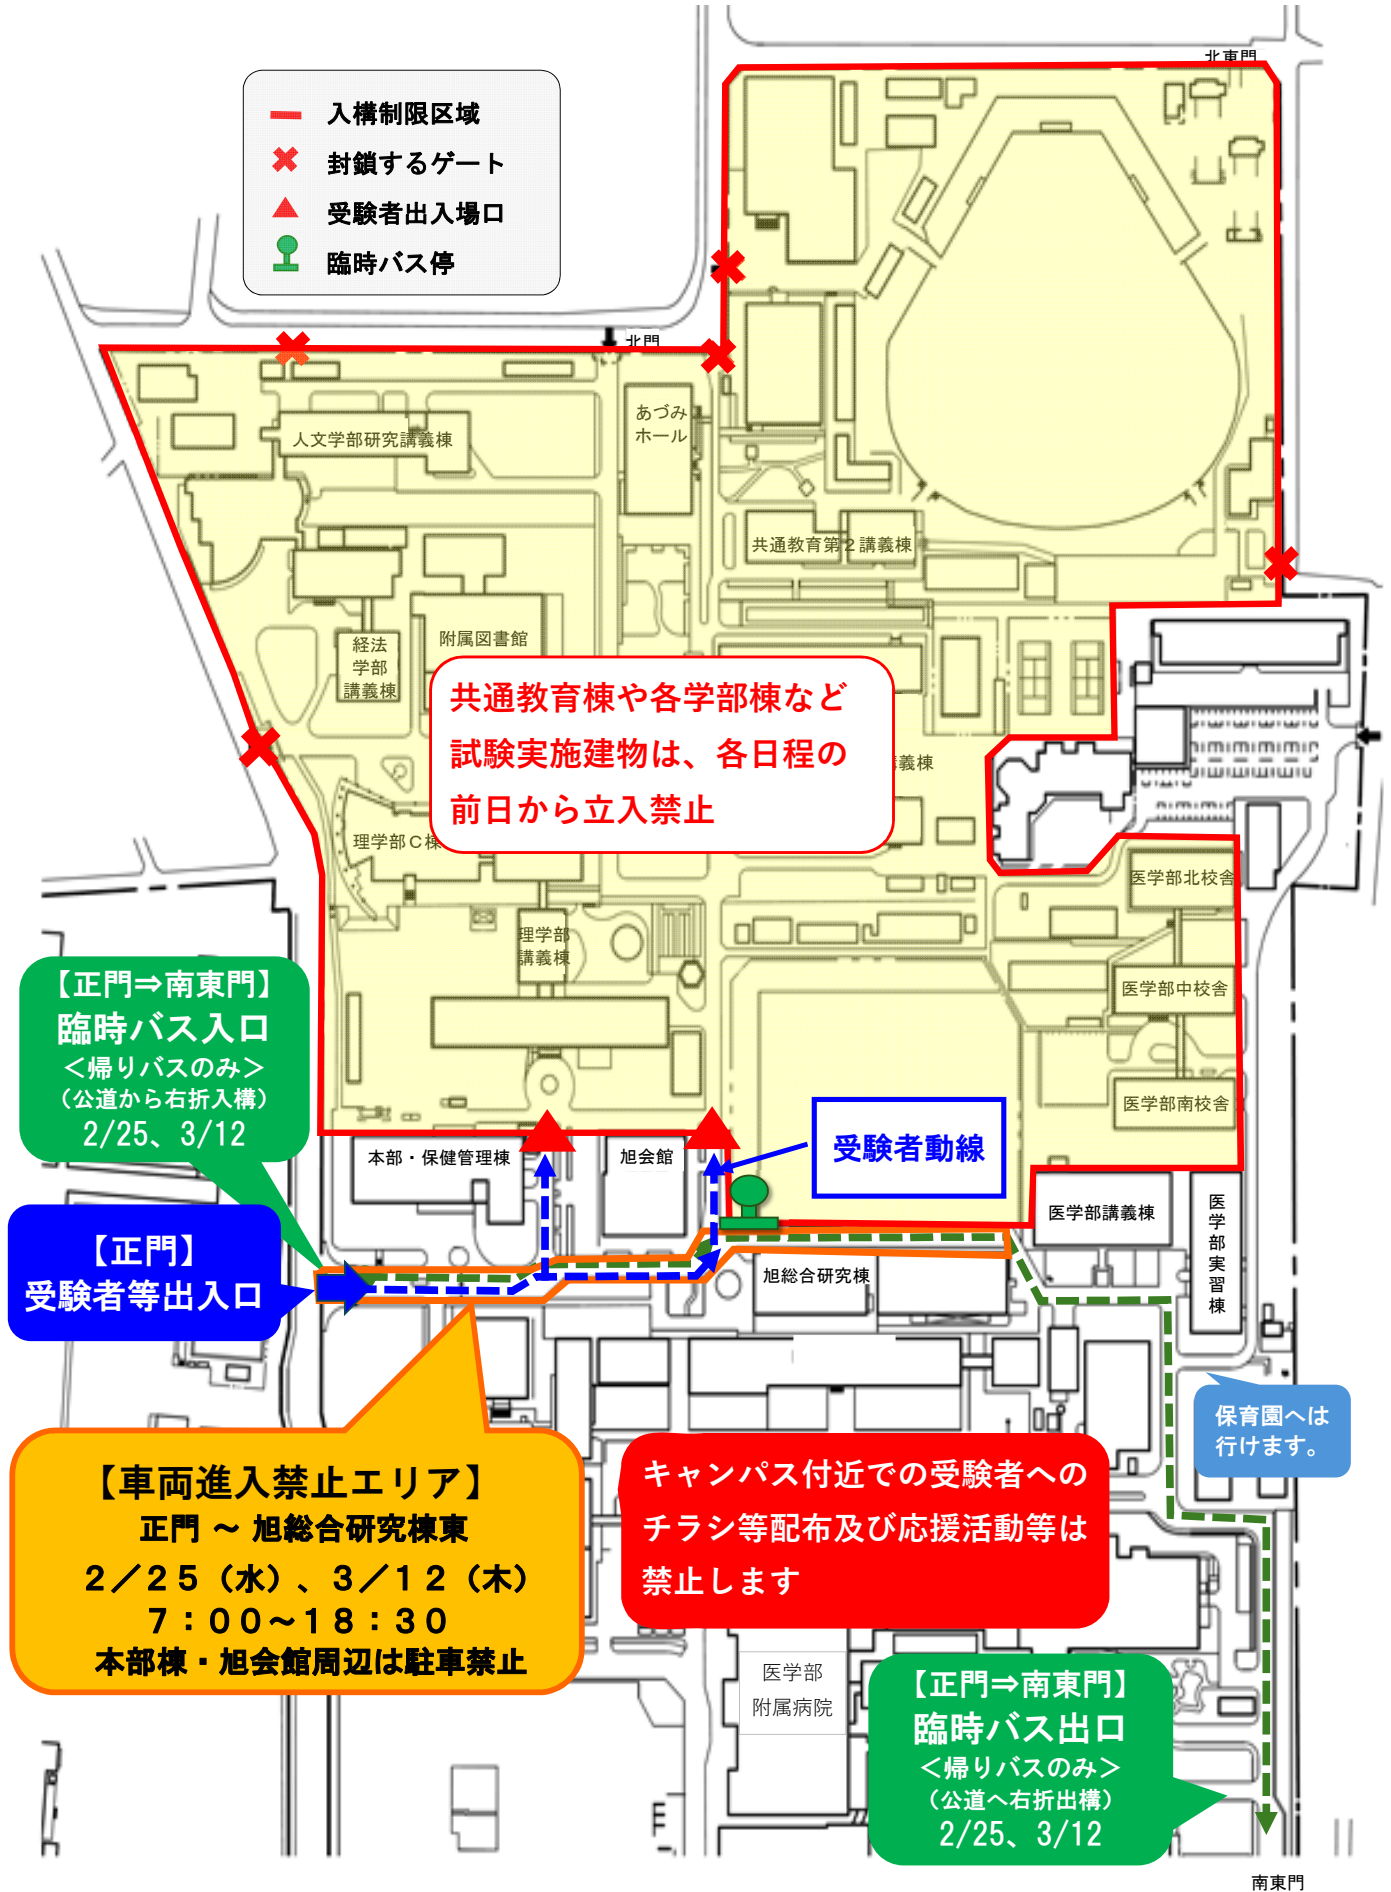 北東門
入構制限区域
封鎖するゲート
受験者出入場口
臨時バス停
北門
あづみ
ホール
人文学部研究講義棟
共通教育第2講義棟
経法
学部
講義棟
附属図書館
共通教育棟や各学部棟など
試験実施建物は、各日程の
前日から立入禁止
義棟
理学部C棟
医学部北校舎
理学部
講義棟
医学部中校舎
【正門⇒南東門】
臨時バス入口
＜帰りバスのみ＞
（公道から右折入構）
2/25、3/12
医学部南校舎
本部・保健管理棟
旭会館
受験者動線
医学部講義棟
医学部実習棟
【正門】
受験者等出入口
旭総合研究棟
保育園へは
行けます。
【車両進入禁止エリア】
正門 ～ 旭総合研究棟東
２／２５（水）、３／１２（木）
７：００～１８：３０
本部棟・旭会館周辺は駐車禁止
キャンパス付近での受験者への
チラシ等配布及び応援活動等は
禁止します
医学部
附属病院
【正門⇒南東門】
臨時バス出口
＜帰りバスのみ＞
（公道へ右折出構）
2/25、3/12
南東門